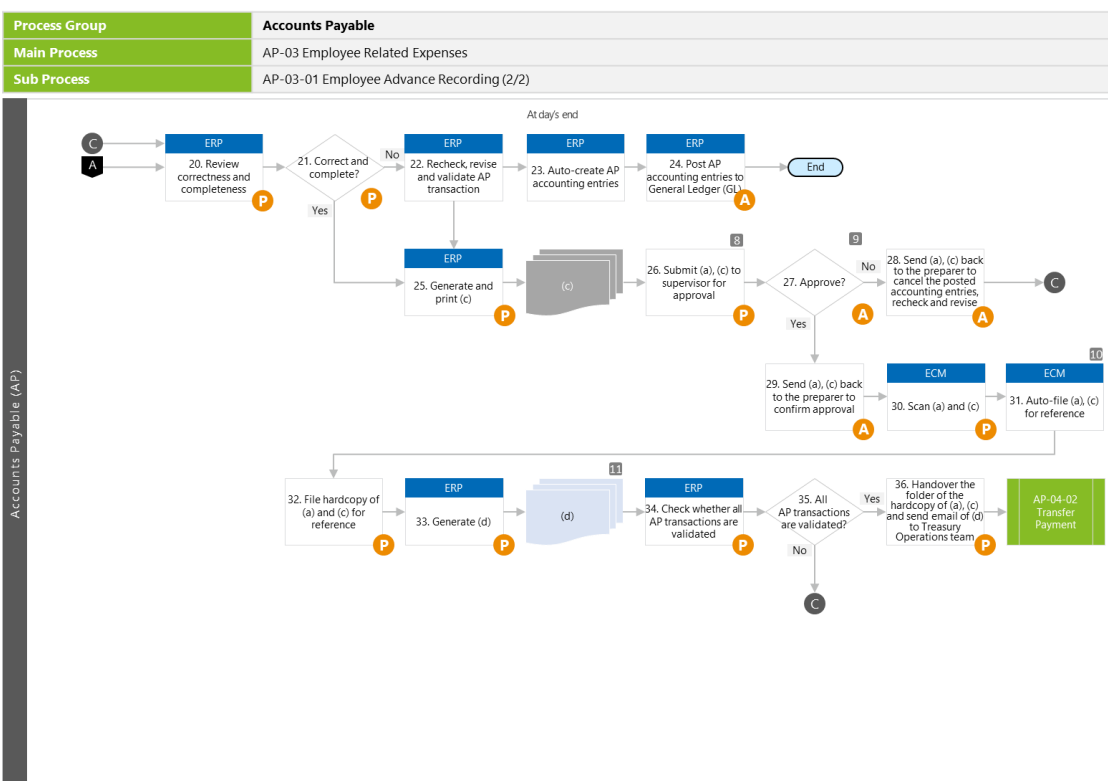 Process Group
Accounts Payable
Main Process
AP-03 Employee Related Expenses
Sub Process
AP-03-01 Employee Advance Recording (2/2)
Accounts Payable (AP)
At day's end
C
A
ERP
20. Review
correctness and
completeness
P
21. Correct and
complete?
P
No
Yes
ERP
22. Recheck, revise
and validate AP
transaction
ERP
23. Auto-create AP
accounting entries
ERP
24. Post AP
accounting entries to
General Ledger (GL)
A
End
ERP
25. Generate and
print (c)
P
(c)
8
26. Submit (a), (c) to
supervisor for
approval
P
9
27. Approve?
A
No
Yes
28. Send (a), (c) back
to the preparer to
cancel the posted
accounting entries,
recheck and revise
A
C
29. Send (a), (c) back
to the preparer to
confirm approval
A
ECM
30. Scan (a) and (c)
P
10
ECM
31. Auto-file (a), (c)
for reference
32. File hardcopy of
(a) and (c) for
reference
P
ERP
33. Generate (d)
P
11
(d)
ERP
34. Check whether all
AP transactions are
validated
P
35. All
AP transactions
are validated?
Yes
No
C
36. Handover the
folder of the
hardcopy of (a), (c)
and send email of (d)
to Treasury
Operations team
P
AP-04-02
Transfer
Payment